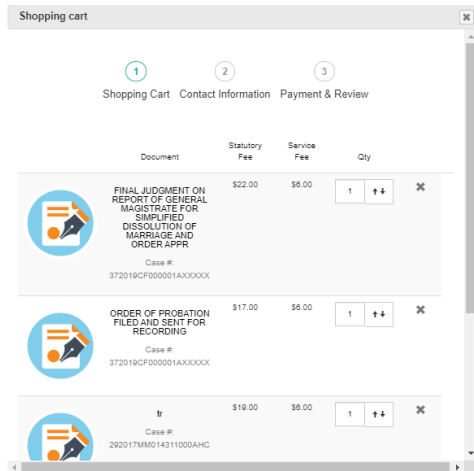 Shopping cart
1 2 3
Shopping Cart Contact Information Payment & Review
Document Statutory Fee Service Fee Qty
FINAL JUDGMENT ON
REPORT OF GENERAL
MAGISTRATE FOR
SIMPLIFIED
DISSOLUTION OF
MARRIAGE AND
ORDER APPR
Case #:
372019CF000001AXXXXX
$22.00 $6.00 1
ORDER OF PROBATION
FILED AND SENT FOR
RECORDING
Case #:
372019CF000001AXXXXX
$17.00 $6.00 1
tr
Case #:
292017MM014311000AHC
$19.00 $6.00 1